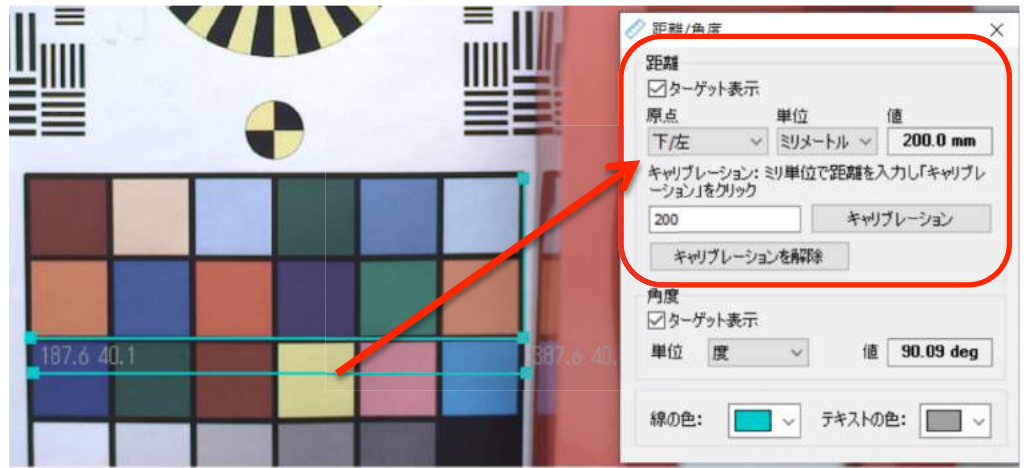 距離/角度
距離
ターゲット表示
原点 単位 値
下/左 ミリメートル 200.0 mm
キャリブレーション: ミリ単位で距離を入力し「キャリブレ
ーション」をクリック
200 キャリブレーション
キャリブレーションを解除
角度
ターゲット表示
単位 度 値 90.09 deg
線の色: テキストの色:
187.6 40.1
387.6 40.